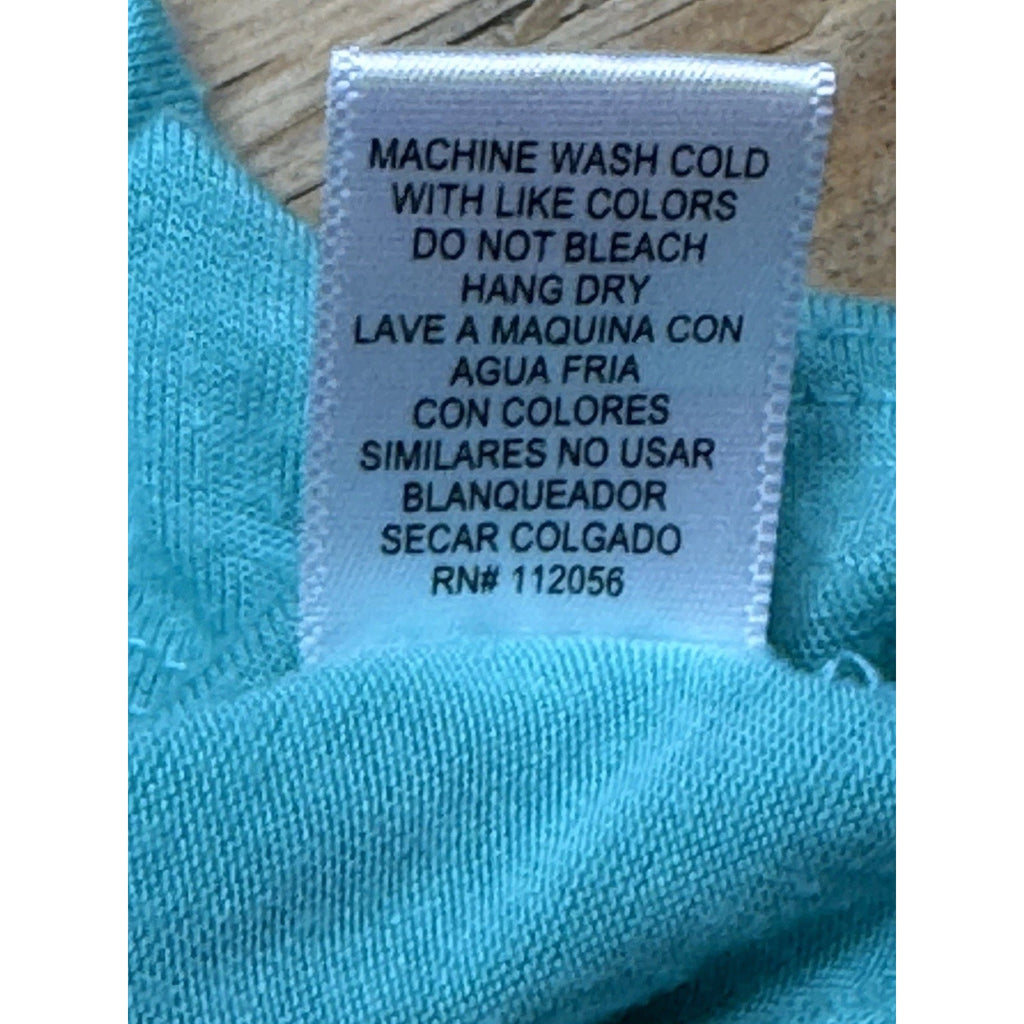 MACHINE WASH COLD
WITH LIKE COLORS
DO NOT BLEACH
HANG DRY
LAVE A MAQUINA CON
AGUA FRIA
CON COLORES
SIMILARES NO USAR
BLANQUEADOR
SECAR COLGADO
RN# 112056